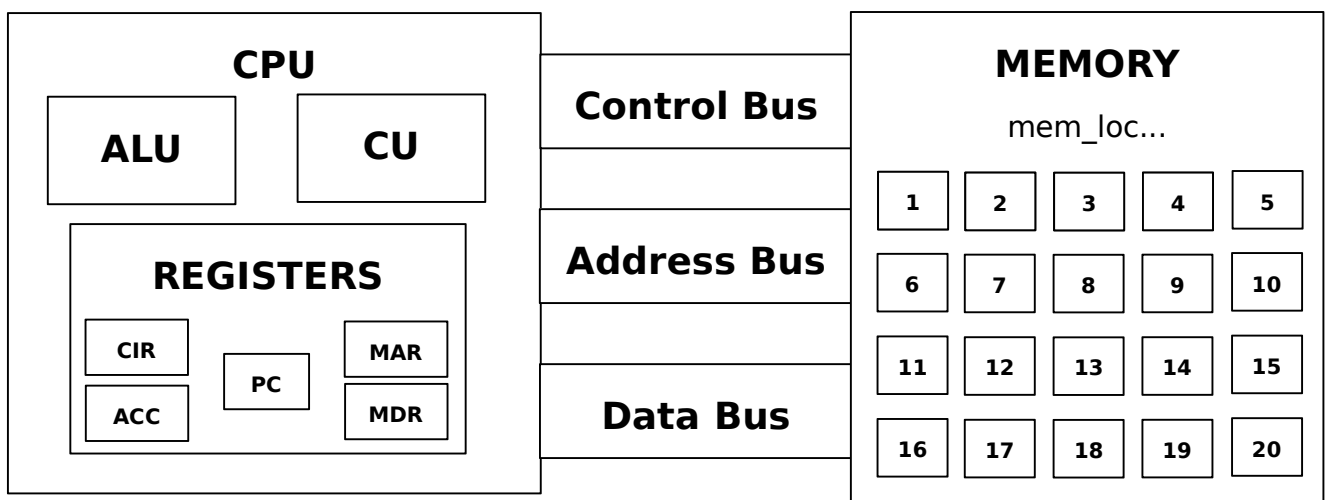 CPU
ALU
CU
REGISTERS
CIR
ACC
PC
MAR
MDR
Control Bus
Address Bus
Data Bus
MEMORY
mem_loc...
1 2 3 4 5
6 7 8 9 10
11 12 13 14 15
16 17 18 19 20